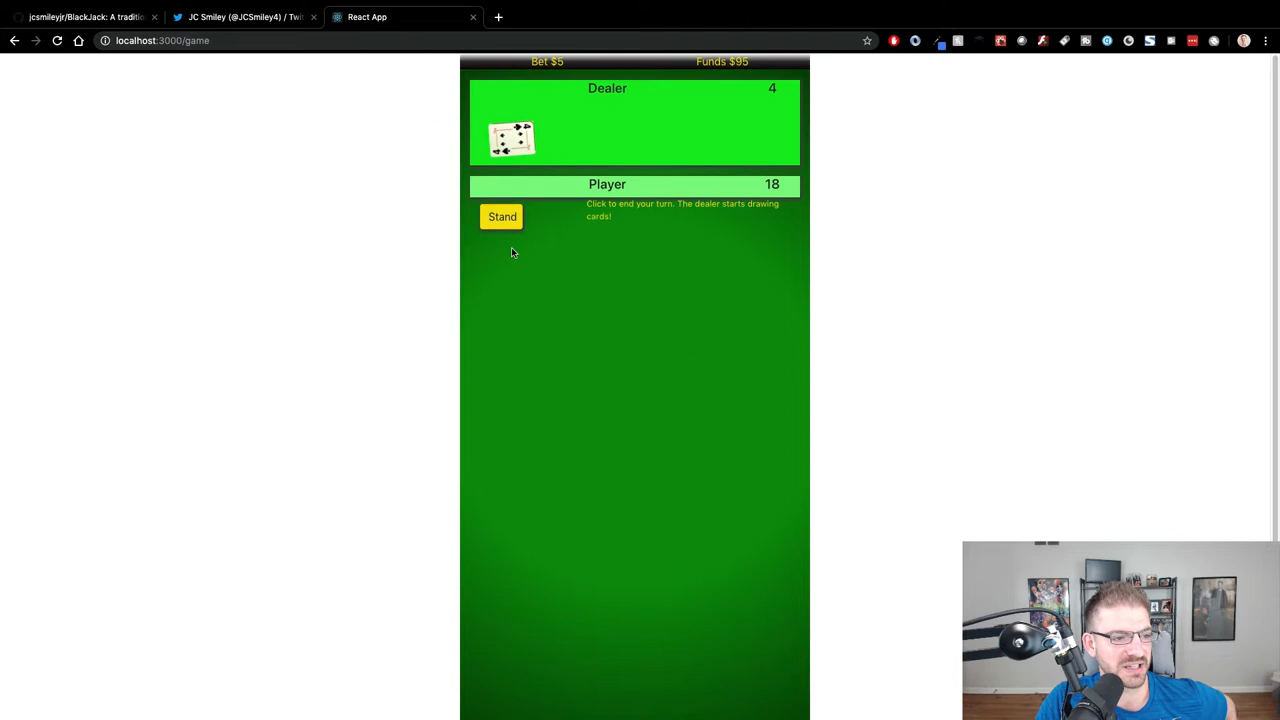 jcsmileyjr/BlackJack: A traditio
JC Smiley (@JCSmiley4) / Twit
React App
localhost:3000/game
Bet $5
Funds $95
Dealer
4
Player
18
Stand
Click to end your turn. The dealer starts drawing
cards!